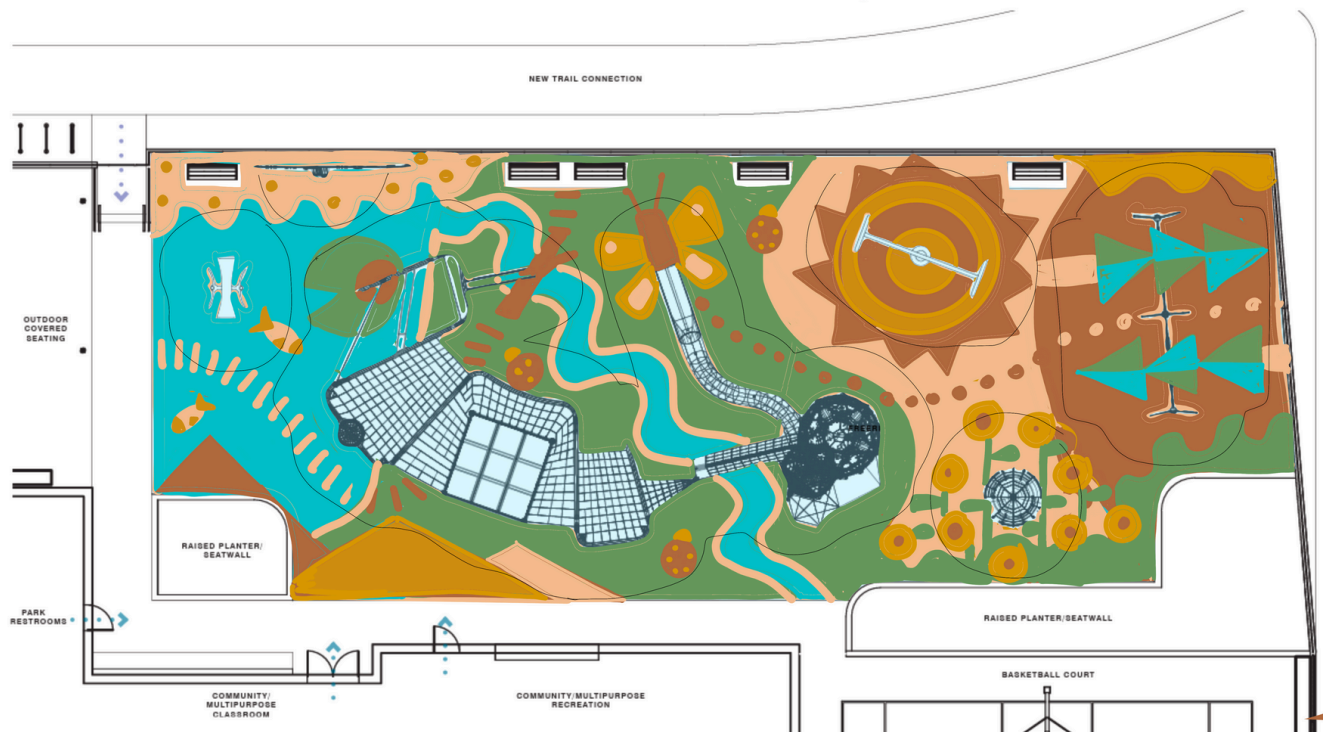 NEW TRAIL CONNECTION
OUTDOOR
COVERED
SEATING
RAISED PLANTER/
SEATWALL
PARK
RESTROOMS
RAISED PLANTER/SEATWALL
BASKETBALL COURT
COMMUNITY/
MULTIPURPOSE
CLASSROOM
COMMUNITY/MULTIPURPOSE
RECREATION